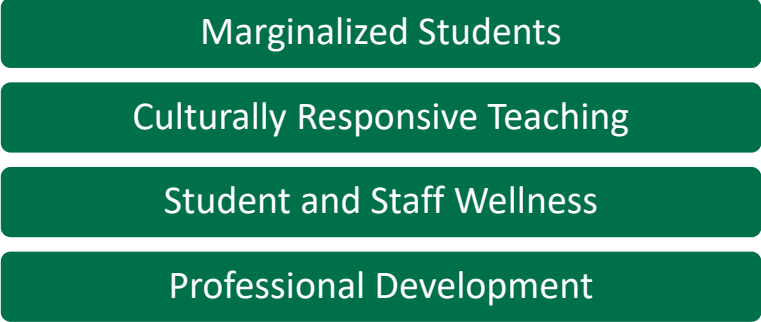 Marginalized Students
Culturally Responsive Teaching
Student and Staff Wellness
Professional Development